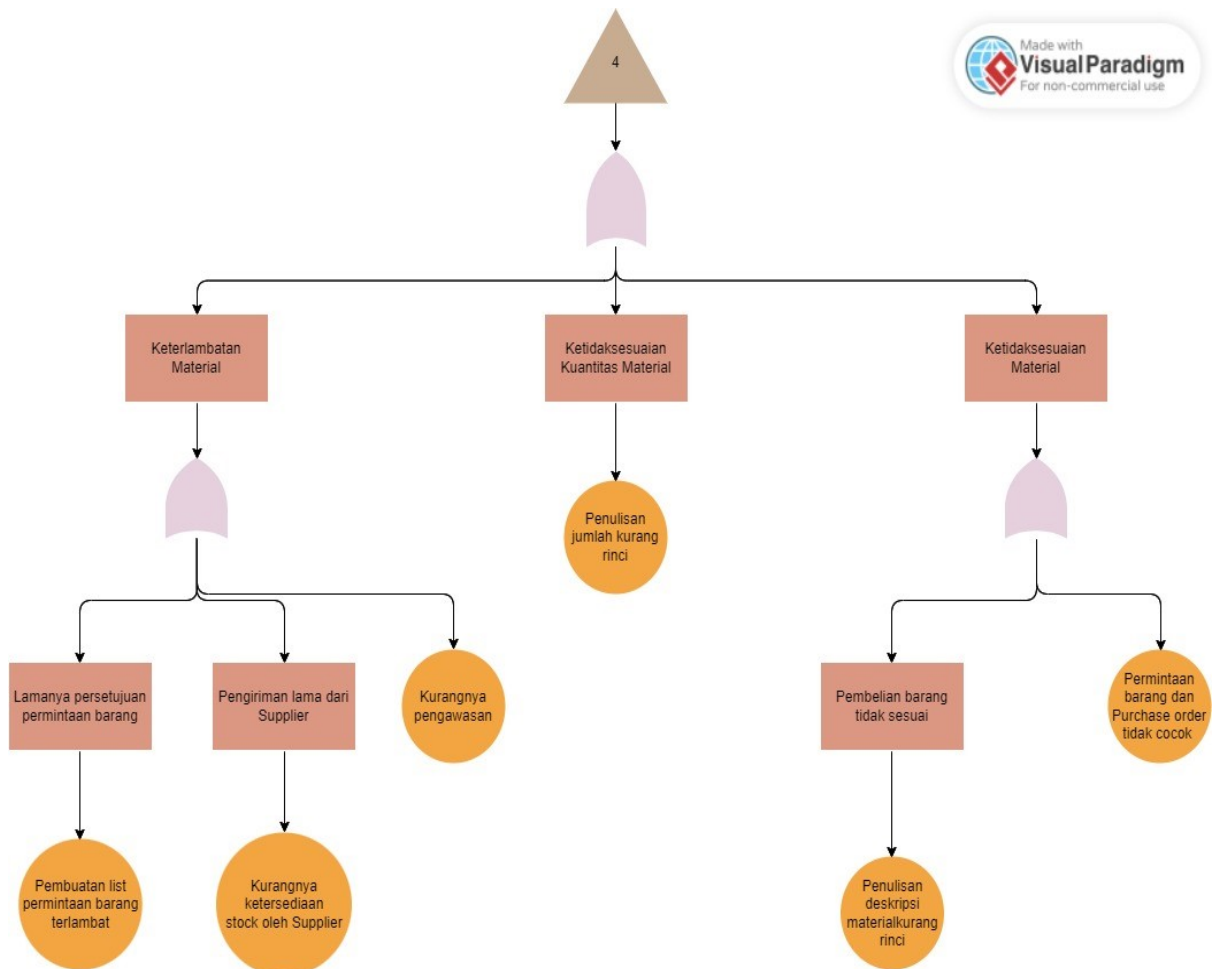 4
Made with
Visual Paradigm
For non-commercial use
Keterlambatan
Material
Ketidaksesuaian
Kuantitas Material
Ketidaksesuaian
Material
Penulisan
jumlah kurang
rinci
Lamanya persetujuan
permintaan barang
Pengiriman lama dari
Supplier
Kurangnya
pengawasan
Pembelian barang
tidak sesuai
Permintaan
barang dan
Purchase order
tidak cocok
Pembuatan list
permintaan barang
terlambat
Kurangnya
ketersediaan
stock oleh Supplier
Penulisan
deskripsi
materialkurang
rinci